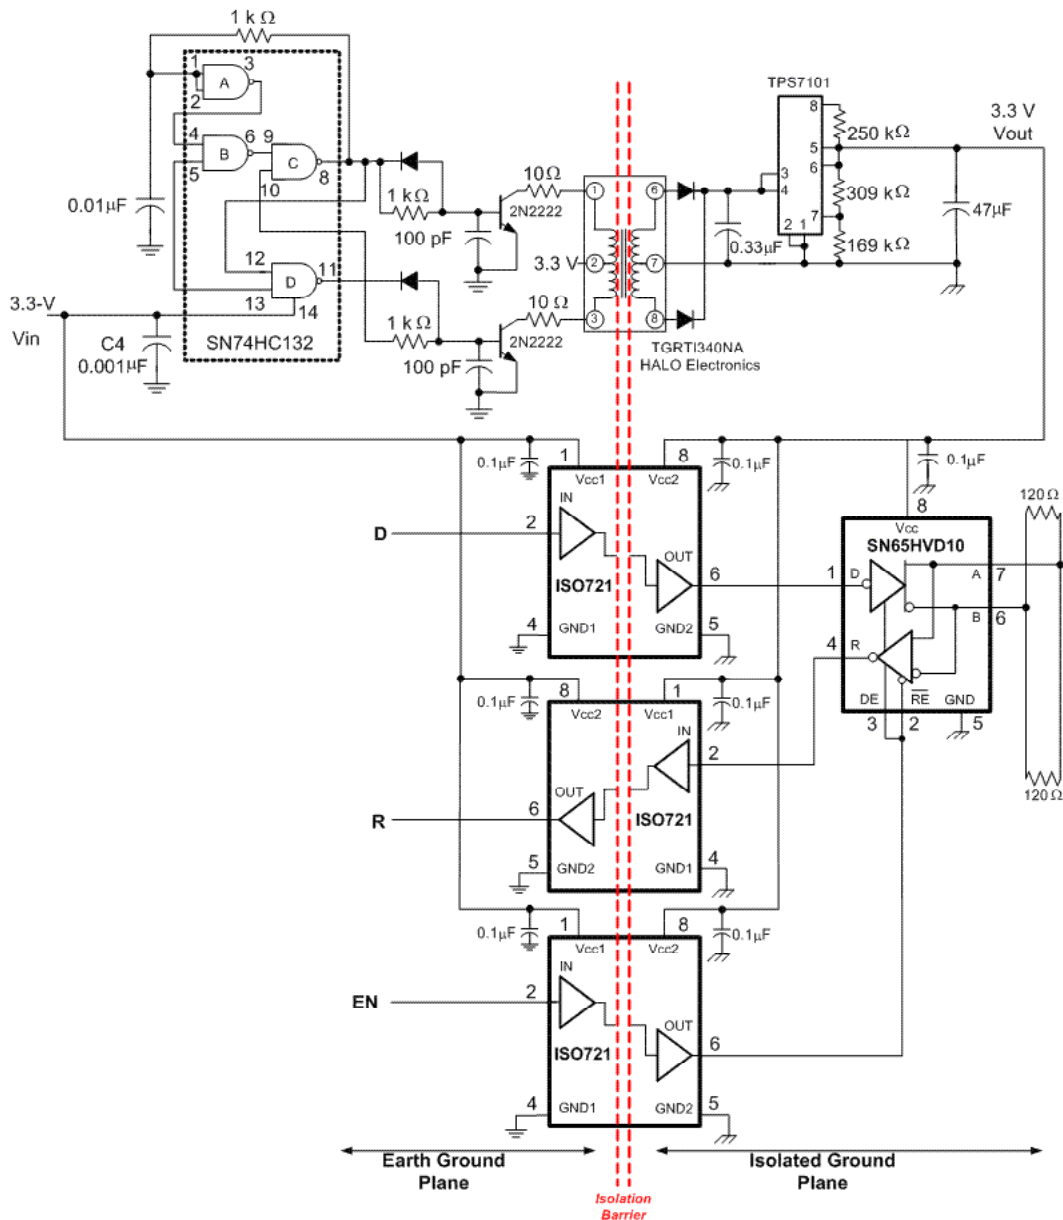 1 k Ω
1
2
3
A
4
5
6
B
9
10
8
C
12
13
11
14
D
SN74HC132
0.01µF
3.3-V
Vin
C4
0.001µF
1 kΩ
100 pF
2N2222
10Ω
1 kΩ
100 pF
2N2222
10 Ω
3.3 V
1
2
3
6
7
8
TGRTI340NA
HALO Electronics
0.33µF
TPS7101
8
5
6
3
4
7
2
1
250 kΩ
309 kΩ
169 kΩ
47µF
3.3 V
Vout
0.1µF
1
8
0.1µF
0.1µF
Vcc1
Vcc2
IN
D
2
OUT
6
ISO721
4
GND1
GND2
5
8
Vcc
SN65HVD10
1
D
A
7
B
6
4
R
DE
RE
GND
3
2
5
120Ω
120Ω
0.1µF
8
1
0.1µF
Vcc2
Vcc1
IN
2
OUT
R
6
ISO721
5
GND2
GND1
4
0.1µF
1
8
0.1µF
Vcc1
Vcc2
IN
EN
2
OUT
6
ISO721
4
GND1
GND2
5
Earth Ground
Plane
Isolated Ground
Plane
Isolation
Barrier